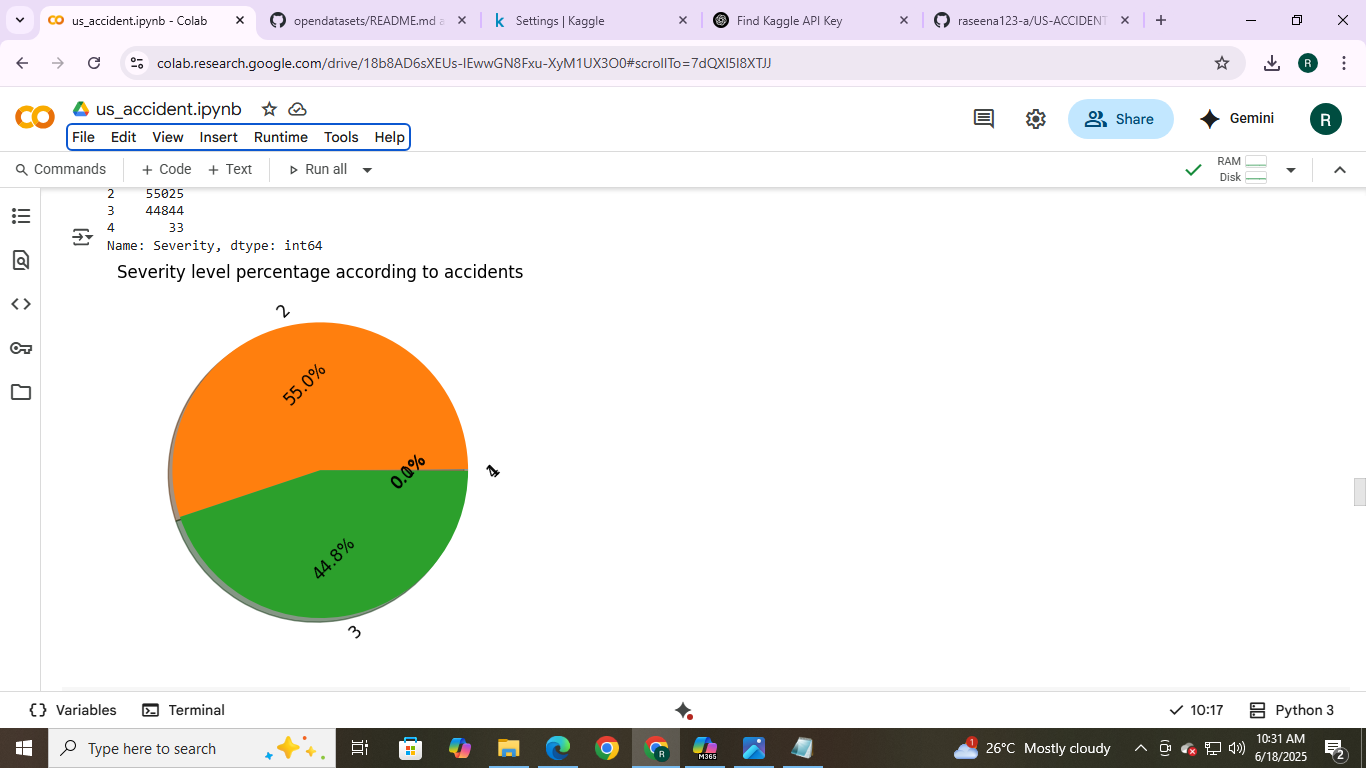 us_accident.ipynb - Colab
opendatasets/README.md a
Settings | Kaggle
Find Kaggle API Key
raseena123-a/US-ACCIDENT
colab.research.google.com/drive/18b8AD6sXEUs-IEwwGN8Fxu-XyM1UX3O0#scrollTo=7dQXI5I8XTJJ
R
us_accident.ipynb
File Edit View Insert Runtime Tools Help
Share
Gemini
R
Commands
+ Code + Text
Run all
RAM
Disk
2 55025
3 44844
4 33
Name: Severity, dtype: int64
Severity level percentage according to accidents
2
55.0%
44.8%
3
Variables
Terminal
10:17
Python 3
Type here to search
R
M365
1
26°C Mostly cloudy
10:31 AM
6/18/2025
2